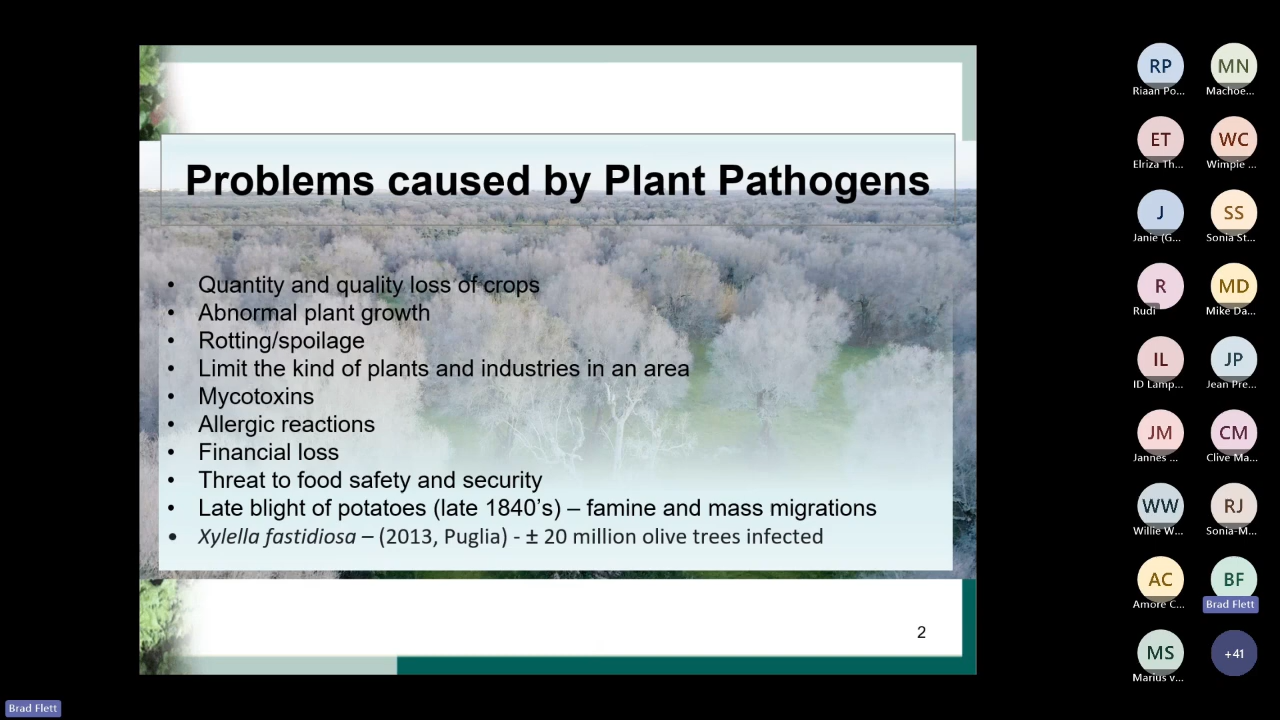 Problems caused by Plant Pathogens
• Quantity and quality loss of crops
• Abnormal plant growth
• Rotting/spoilage
• Limit the kind of plants and industries in an area
• Mycotoxins
• Allergic reactions
• Financial loss
• Threat to food safety and security
• Late blight of potatoes (late 1840’s) – famine and mass migrations
• Xylella fastidiosa – (2013, Puglia) - ± 20 million olive trees infected
2
RP MN
Riaan Po... Machoe...
ET WC
Elriza Th... Wimpie ...
J SS
Janie (G... Sonia St...
R MD
Rudi Mike Da...
IL JP
ID Lamp... Jean Pre...
JM CM
Jannes ... Clive Ma...
WW RJ
Willie W... Sonia-M...
AC BF
Amore C... Brad Flett
MS +41
Marius v...
Brad Flett